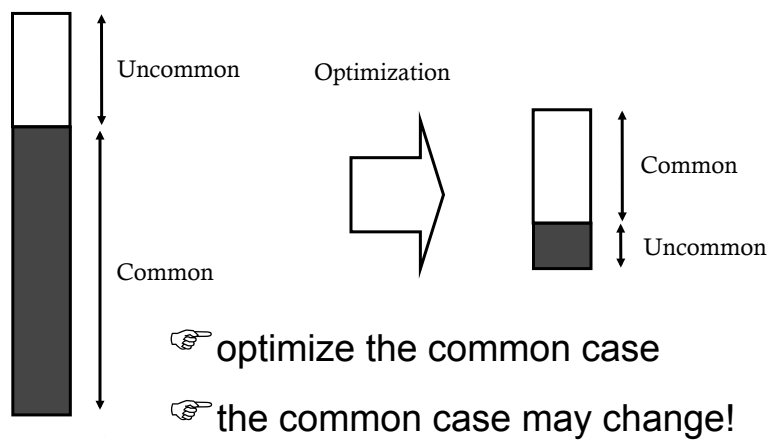 Uncommon
Optimization
Common
Uncommon
Common
☞optimize the common case
☞the common case may change!